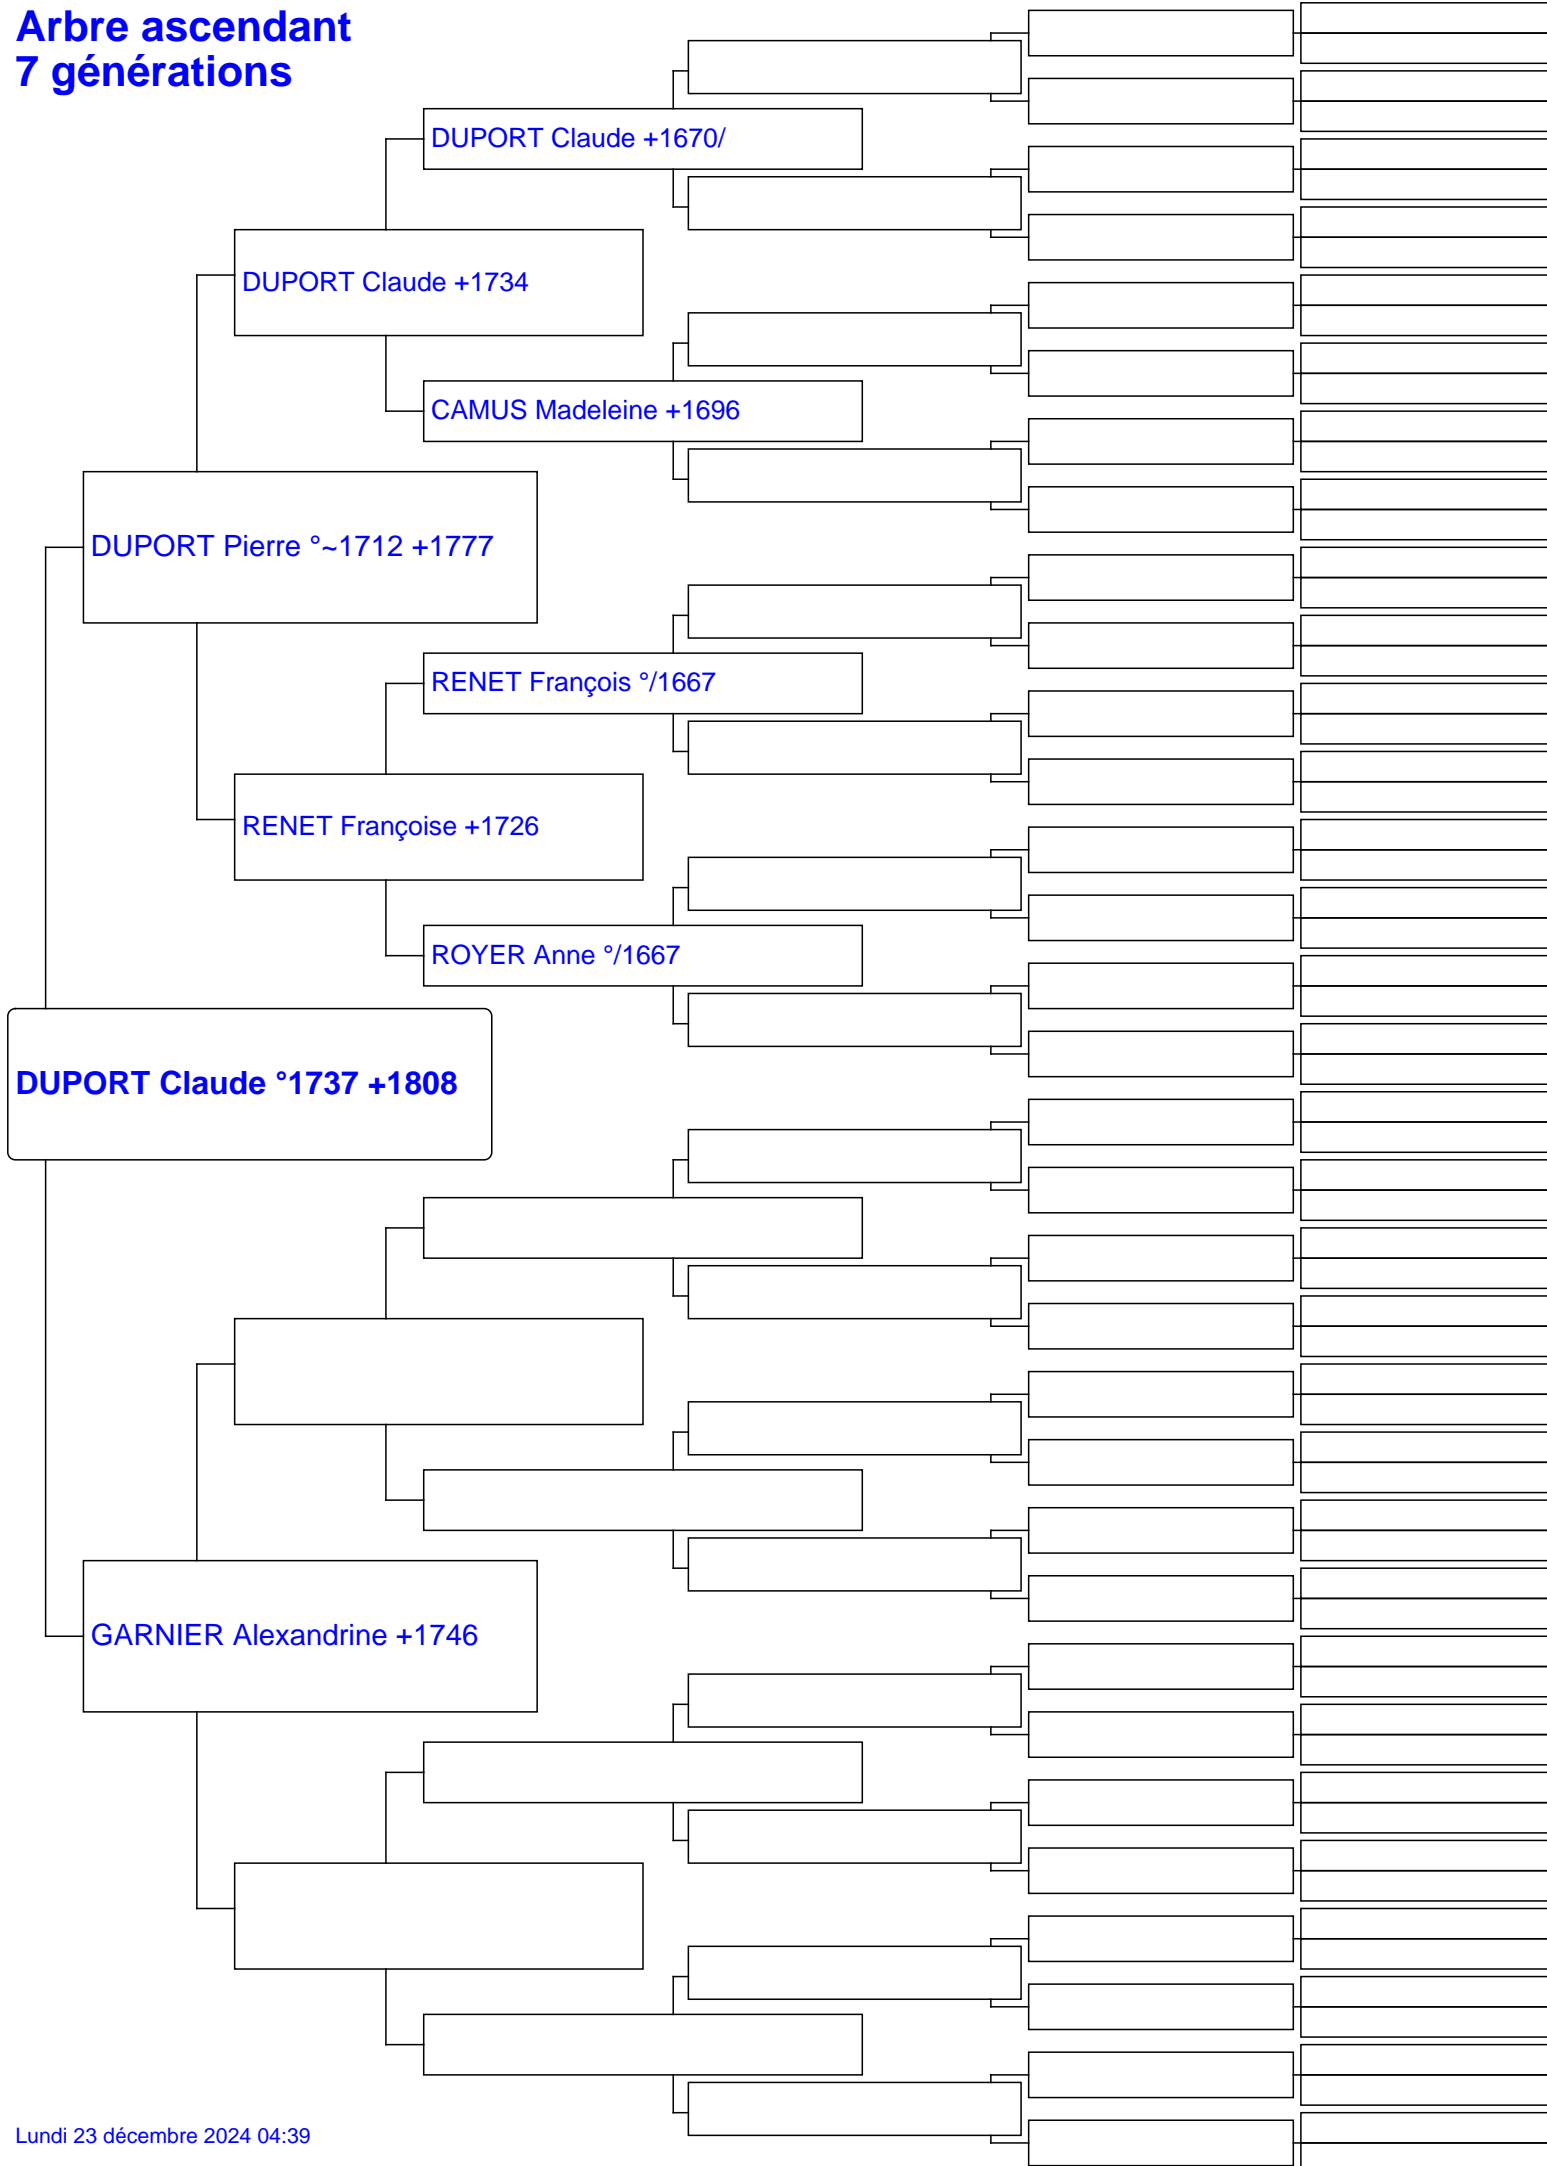 Arbre ascendant
7 générations
DUPORT Claude +1670/
DUPORT Claude +1734
CAMUS Madeleine +1696
DUPORT Pierre °~1712 +1777
RENET François °/1667
RENET Françoise +1726
ROYER Anne °/1667
DUPORT Claude °1737 +1808
GARNIER Alexandrine +1746
Lundi 23 décembre 2024 04:39